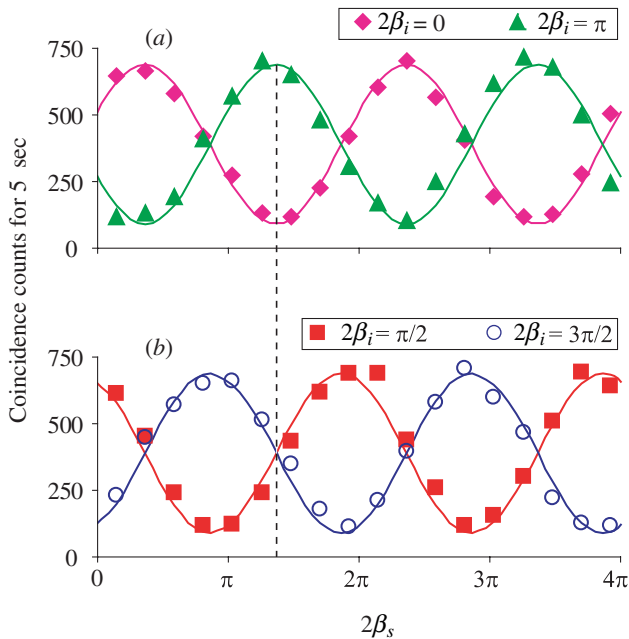 2βi = 0 2βi = π
(a)
750
500
250
0
Coincidence counts for 5 sec
2βi = π/2 2βi = 3π/2
(b)
750
500
250
0
0 π 2π 3π 4π
2βs